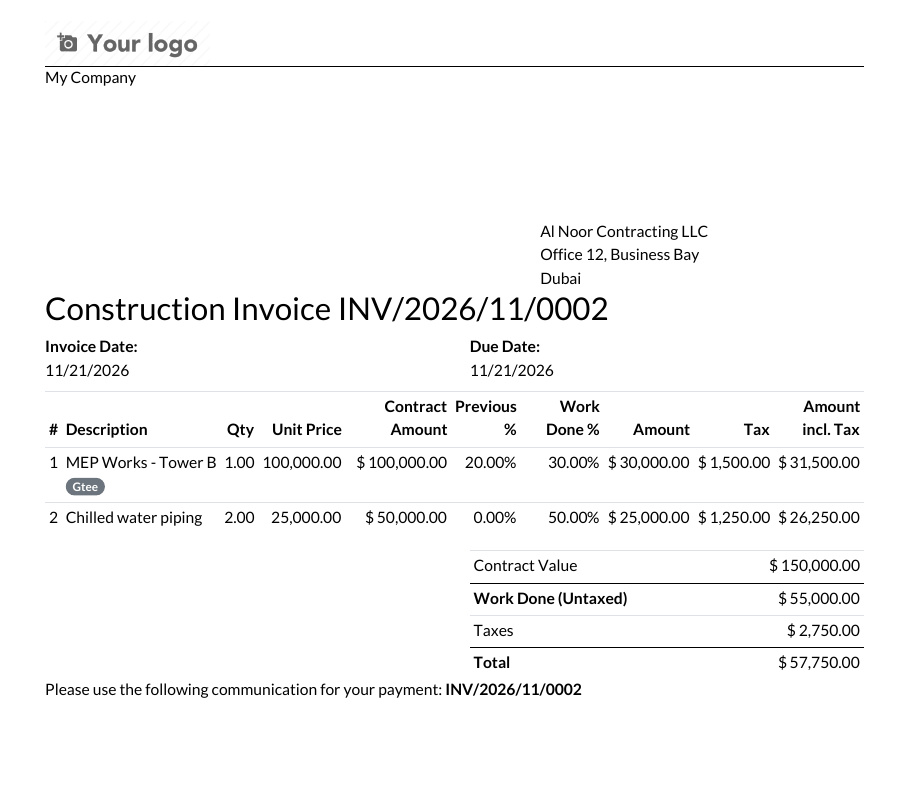 Your logo
My Company
Al Noor Contracting LLC
Office 12, Business Bay
Dubai
Construction Invoice INV/2026/11/0002
Invoice Date: Due Date:
11/21/2026 11/21/2026
Contract Previous Work Amount
# Description Qty Unit Price Amount % Done % Amount Tax incl. Tax
1 MEP Works - Tower B 1.00 100,000.00 $ 100,000.00 20.00% 30.00% $ 30,000.00 $ 1,500.00 $ 31,500.00
Gtee
2 Chilled water piping 2.00 25,000.00 $ 50,000.00 0.00% 50.00% $ 25,000.00 $ 1,250.00 $ 26,250.00
Contract Value $ 150,000.00
Work Done (Untaxed) $ 55,000.00
Taxes $ 2,750.00
Total $ 57,750.00
Please use the following communication for your payment: INV/2026/11/0002